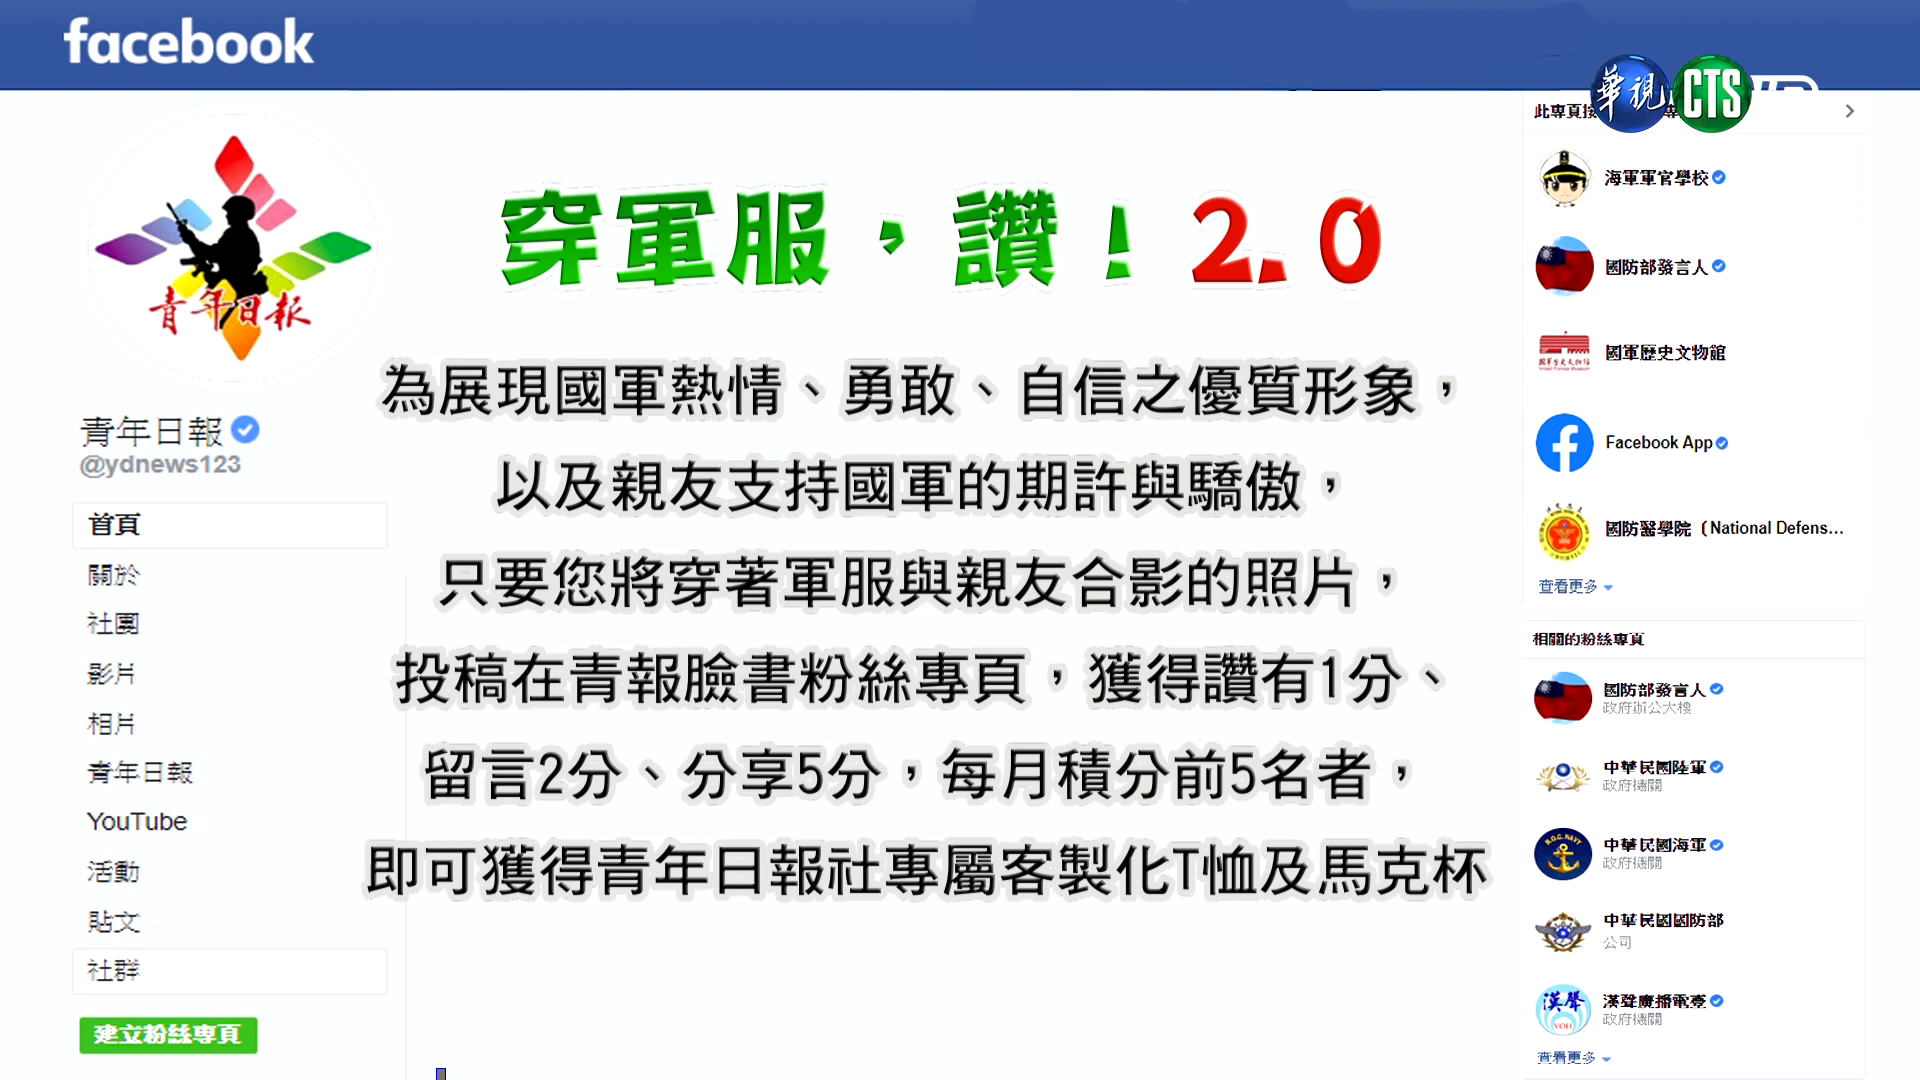 facebook
華視 CTS
青年日報
青年日報
@ydnews123
首頁
關於
社團
影片
相片
青年日報
YouTube
活動
貼文
社群
建立粉絲專頁
穿軍服，讚！2.0
為展現國軍熱情、勇敢、自信之優質形象，
以及親友支持國軍的期許與驕傲，
只要您將穿著軍服與親友合影的照片，
投稿在青報臉書粉絲專頁，獲得讚有1分、
留言2分、分享5分，每月積分前5名者，
即可獲得青年日報社專屬客製化T恤及馬克杯
此專頁按
海軍軍官學校
國防部發言人
國軍歷史文物館
Facebook App
國防醫學院（National Defens...
查看更多
相關的粉絲專頁
國防部發言人
政府辦公大樓
中華民國陸軍
政府機關
R.O.C. NAVY
中華民國海軍
政府機關
中華民國國防部
公司
漢聲
VOH
漢聲廣播電臺
政府機關
查看更多